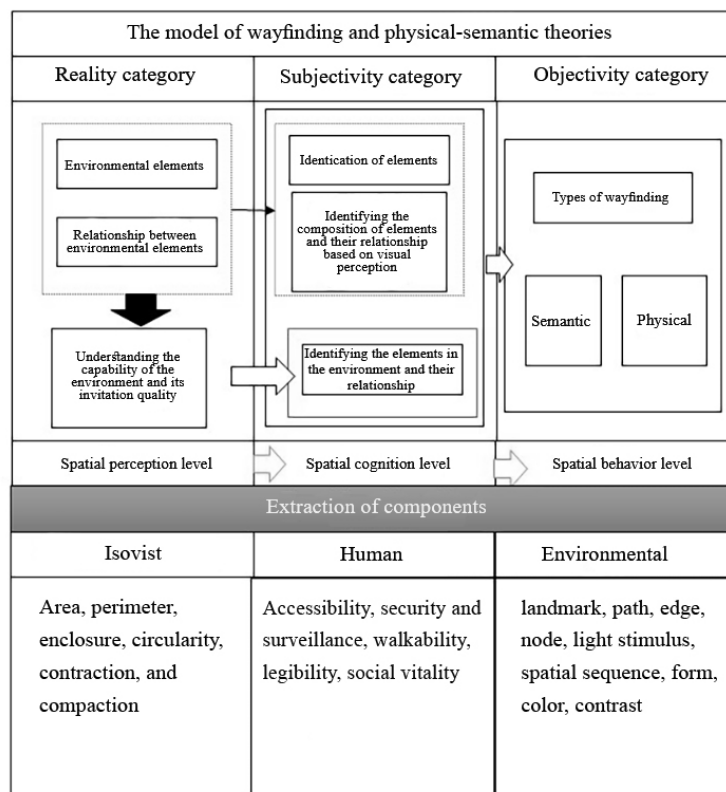 The model of wayfinding and physical-semantic theories
Reality category
Subjectivity category
Objectivity category
Environmental elements
Relationship between
environmental elements
Understanding the
capability of the
environment and its
invitation quality
Identication of elements
Identifying the
composition of elements
and their relationship
based on visual
perception
Identifying the elements in
the environment and their
relationship
Types of wayfinding
Semantic
Physical
Spatial perception level
Spatial cognition level
Spatial behavior level
Extraction of components
Isovist
Human
Environmental
Area, perimeter,
enclosure, circularity,
contraction, and
compaction
Accessibility, security and
surveillance, walkability,
legibility, social vitality
landmark, path, edge,
node, light stimulus,
spatial sequence, form,
color, contrast